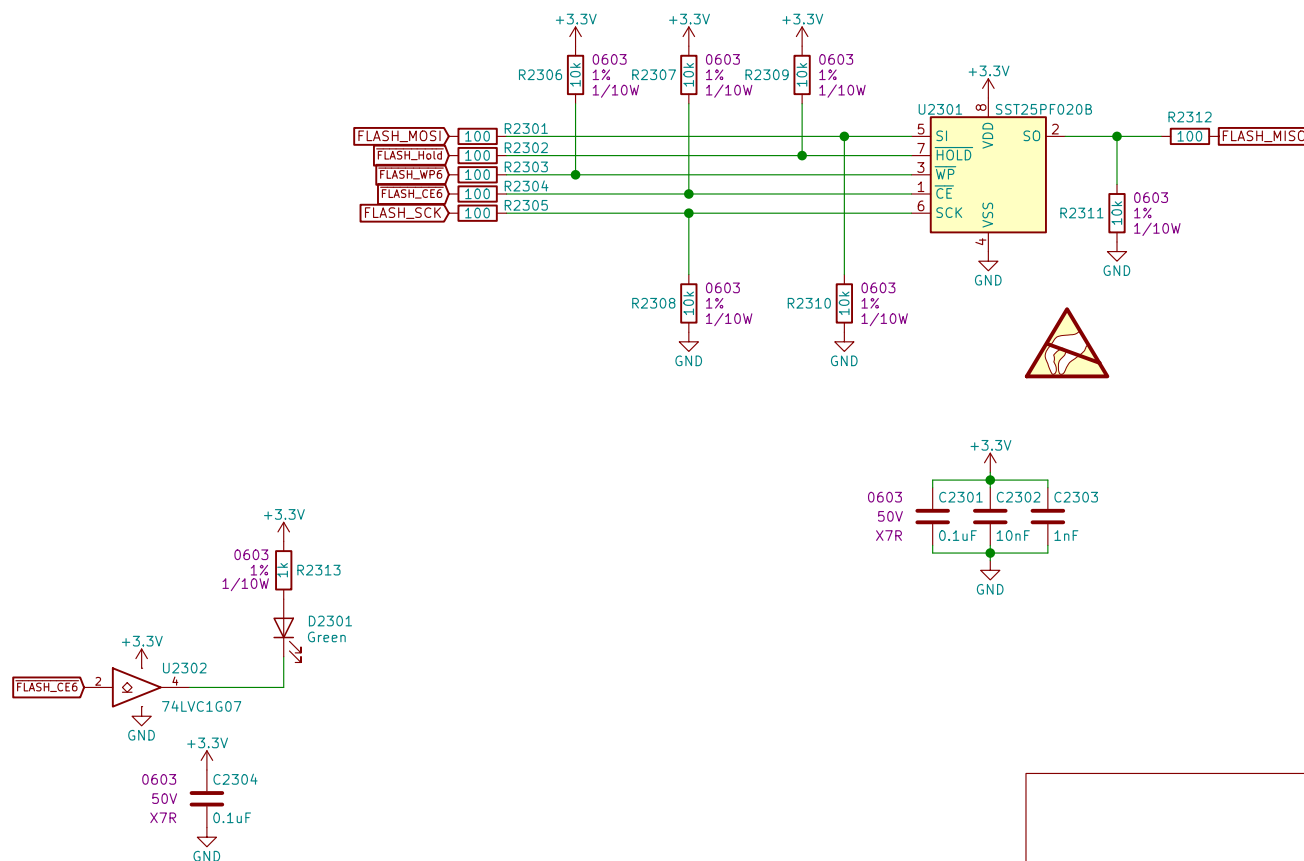 +3.3V +3.3V +3.3V
R2306 10k 0603 1% 1/10W
R2307 10k 0603 1% 1/10W
R2309 10k 0603 1% 1/10W
+3.3V
U2301 SST25PF020B
8 VDD
FLASH_MOSI 100 R2301 5 SI
FLASH_Hold 100 R2302 7 HOLD
FLASH_WP6 100 R2303 3 WP
FLASH_CE6 100 R2304 1 CE
FLASH_SCK 100 R2305 6 SCK
SO 2
R2312
100 FLASH_MISO
VSS 4
GND
R2311 10k 0603 1% 1/10W
GND
R2308 10k 0603 1% 1/10W
GND
R2310 10k 0603 1% 1/10W
GND
+3.3V
0603 C2301 C2302 C2303
50V
X7R 0.1uF 10nF 1nF
GND
+3.3V
0603
1% 1k R2313
1/10W
D2301
Green
+3.3V
U2302
FLASH_CE6 2 4
74LVC1G07
GND
+3.3V
0603 C2304
50V
X7R 0.1uF
GND